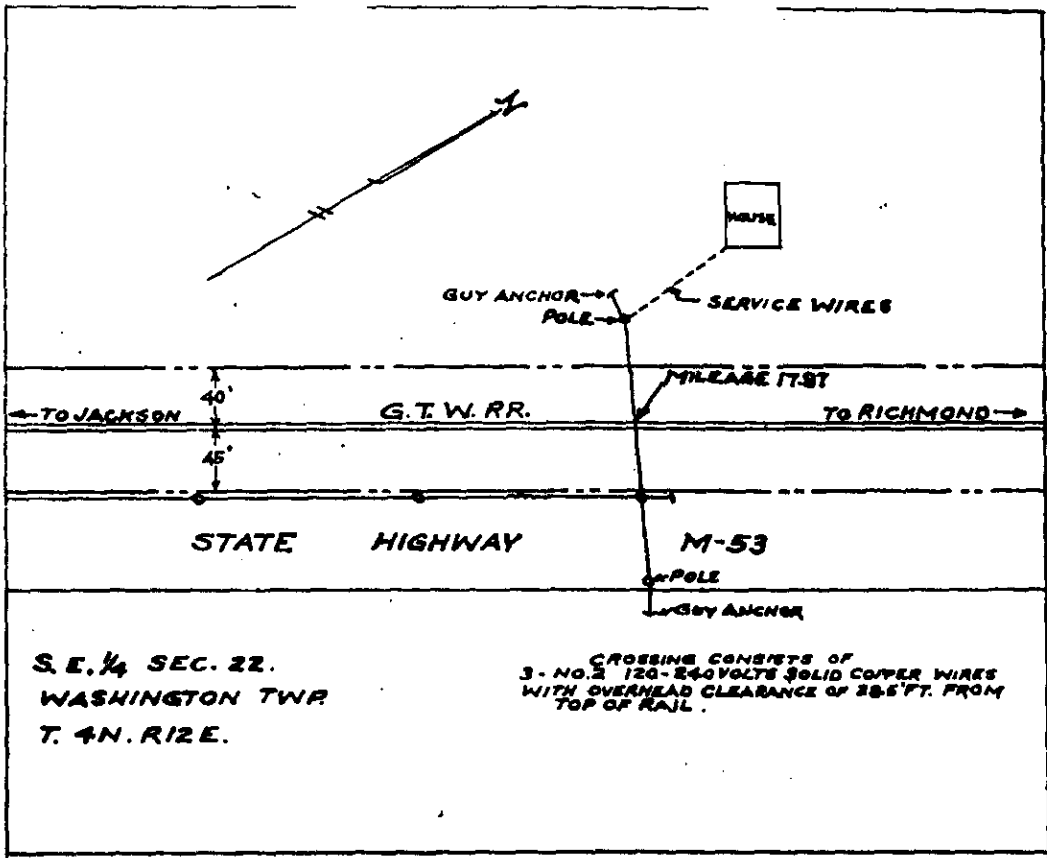 N
HOUSE
GUY ANCHOR
SERVICE WIRES
POLE
MILEAGE 17.87
40'
TO JACKSON
G. T. W. RR.
TO RICHMOND
45'
STATE HIGHWAY M-53
POLE
GUY ANCHOR
S. E. 1/4 SEC. 22.
WASHINGTON TWP.
T. 4N. R12E.
CROSSING CONSISTS OF
3 - NO. 2 120-240 VOLTS SOLID COPPER WIRES
WITH OVERHEAD CLEARANCE OF 28.5' FT. FROM
TOP OF RAIL.